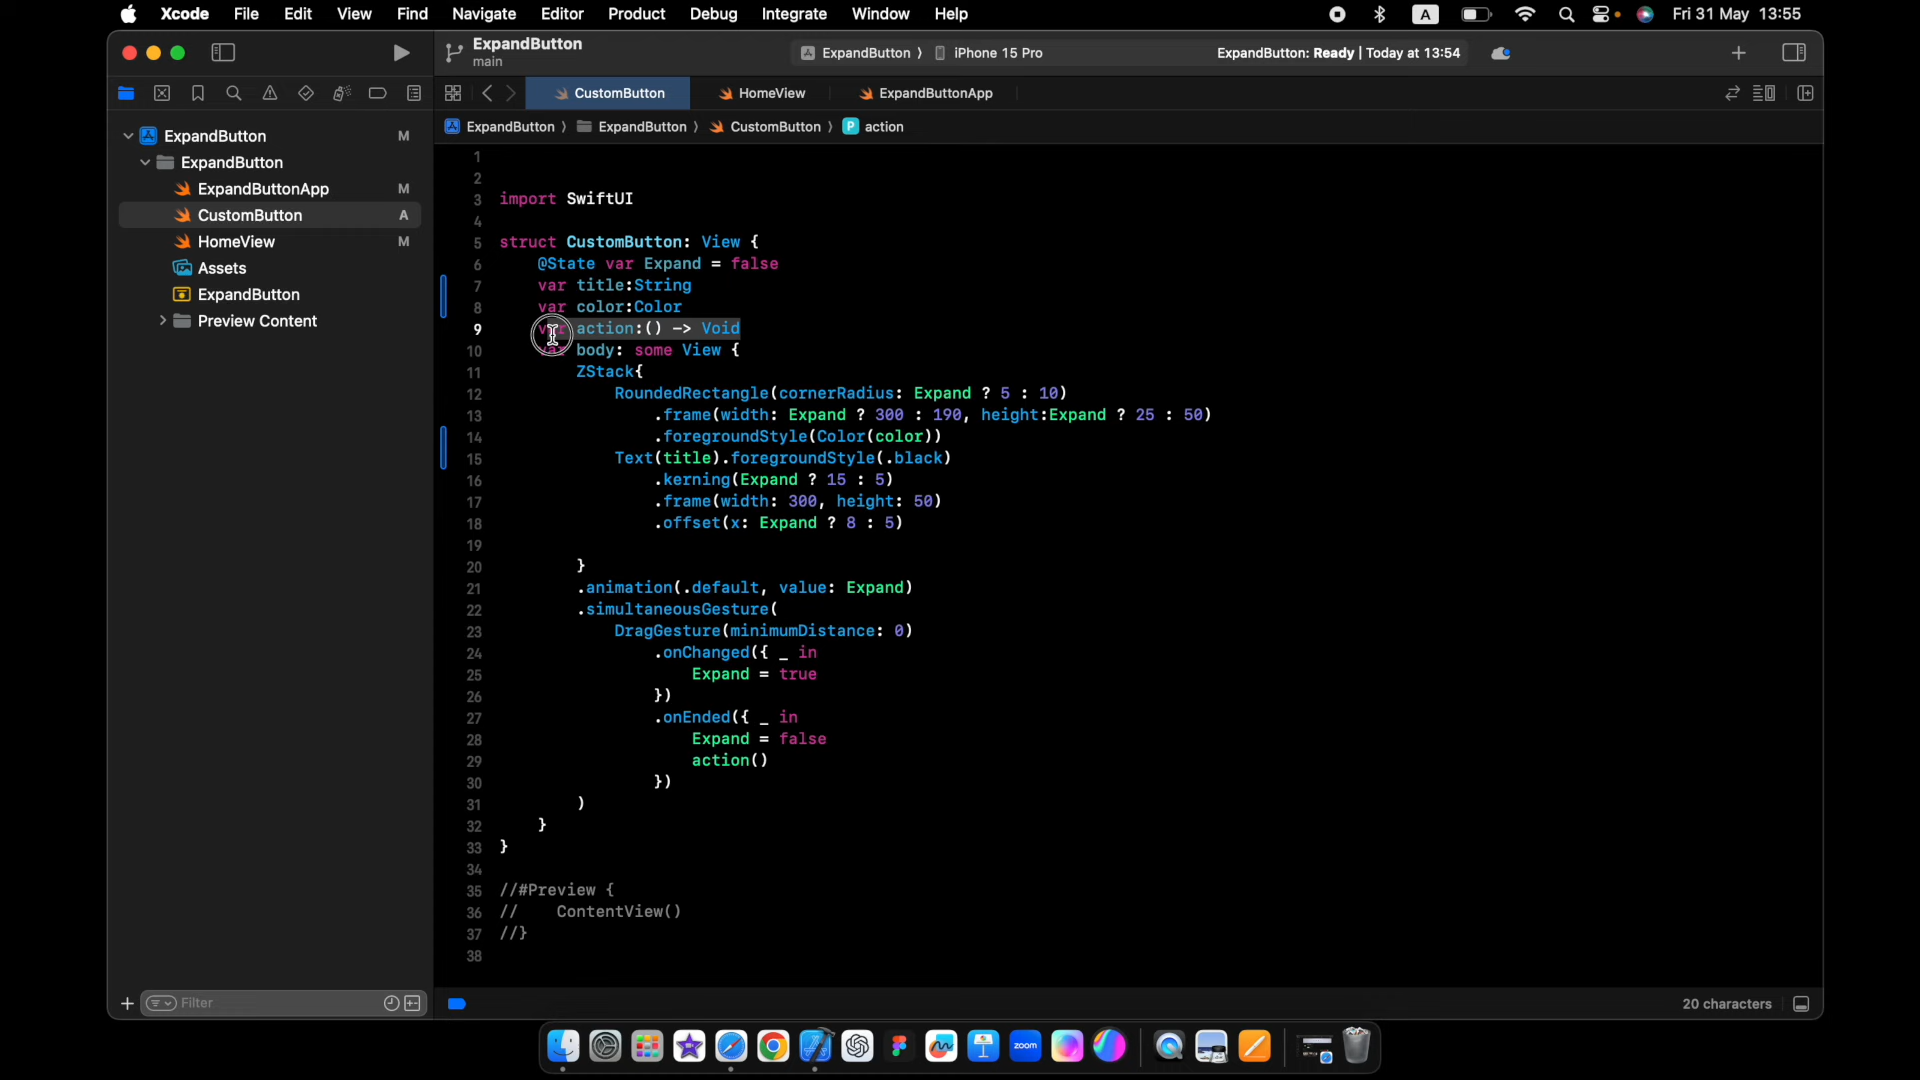 Xcode File Edit View Find Navigate Editor Product Debug Integrate Window Help A Fri 31 May 13:55
ExpandButton
main
ExpandButton 〉 iPhone 15 Pro
ExpandButton: Ready | Today at 13:54
CustomButton HomeView ExpandButtonApp
ExpandButton 〉 ExpandButton 〉 CustomButton 〉 P action
ExpandButton M
ExpandButton
ExpandButtonApp M
CustomButton A
HomeView M
Assets
ExpandButton
Preview Content
1
2
3 import SwiftUI
4
5 struct CustomButton: View {
6 @State var Expand = false
7 var title:String
8 var color:Color
9 var action:() -> Void
10 var body: some View {
11 ZStack{
12 RoundedRectangle(cornerRadius: Expand ? 5 : 10)
13 .frame(width: Expand ? 300 : 190, height:Expand ? 25 : 50)
14 .foregroundStyle(Color(color))
15 Text(title).foregroundStyle(.black)
16 .kerning(Expand ? 15 : 5)
17 .frame(width: 300, height: 50)
18 .offset(x: Expand ? 8 : 5)
19
20 }
21 .animation(.default, value: Expand)
22 .simultaneousGesture(
23 DragGesture(minimumDistance: 0)
24 .onChanged({ _ in
25 Expand = true
26 })
27 .onEnded({ _ in
28 Expand = false
29 action()
30 })
31 )
32 }
33 }
34
35 //#Preview {
36 // ContentView()
37 //}
38
Filter
20 characters
zoom